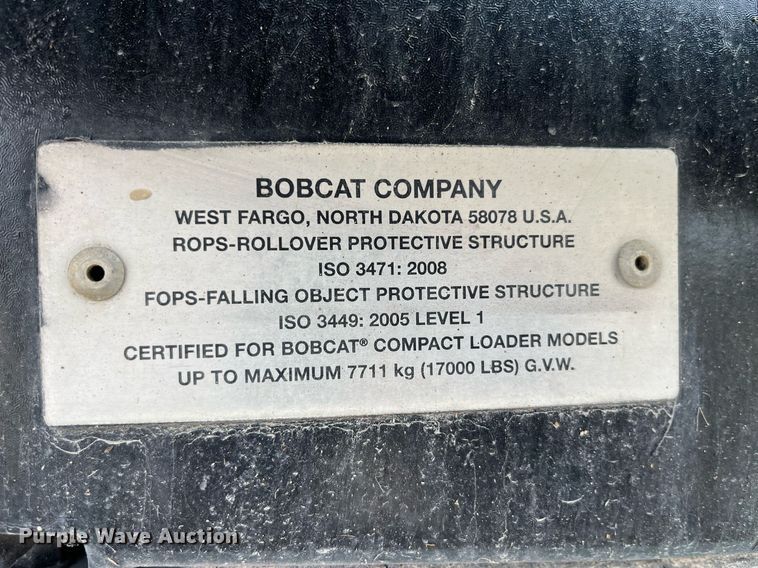 BOBCAT COMPANY
WEST FARGO, NORTH DAKOTA 58078 U.S.A.
ROPS-ROLLOVER PROTECTIVE STRUCTURE
ISO 3471: 2008
FOPS-FALLING OBJECT PROTECTIVE STRUCTURE
ISO 3449: 2005 LEVEL 1
CERTIFIED FOR BOBCAT® COMPACT LOADER MODELS
UP TO MAXIMUM 7711 kg (17000 LBS) G.V.W.
Purple Wave Auction